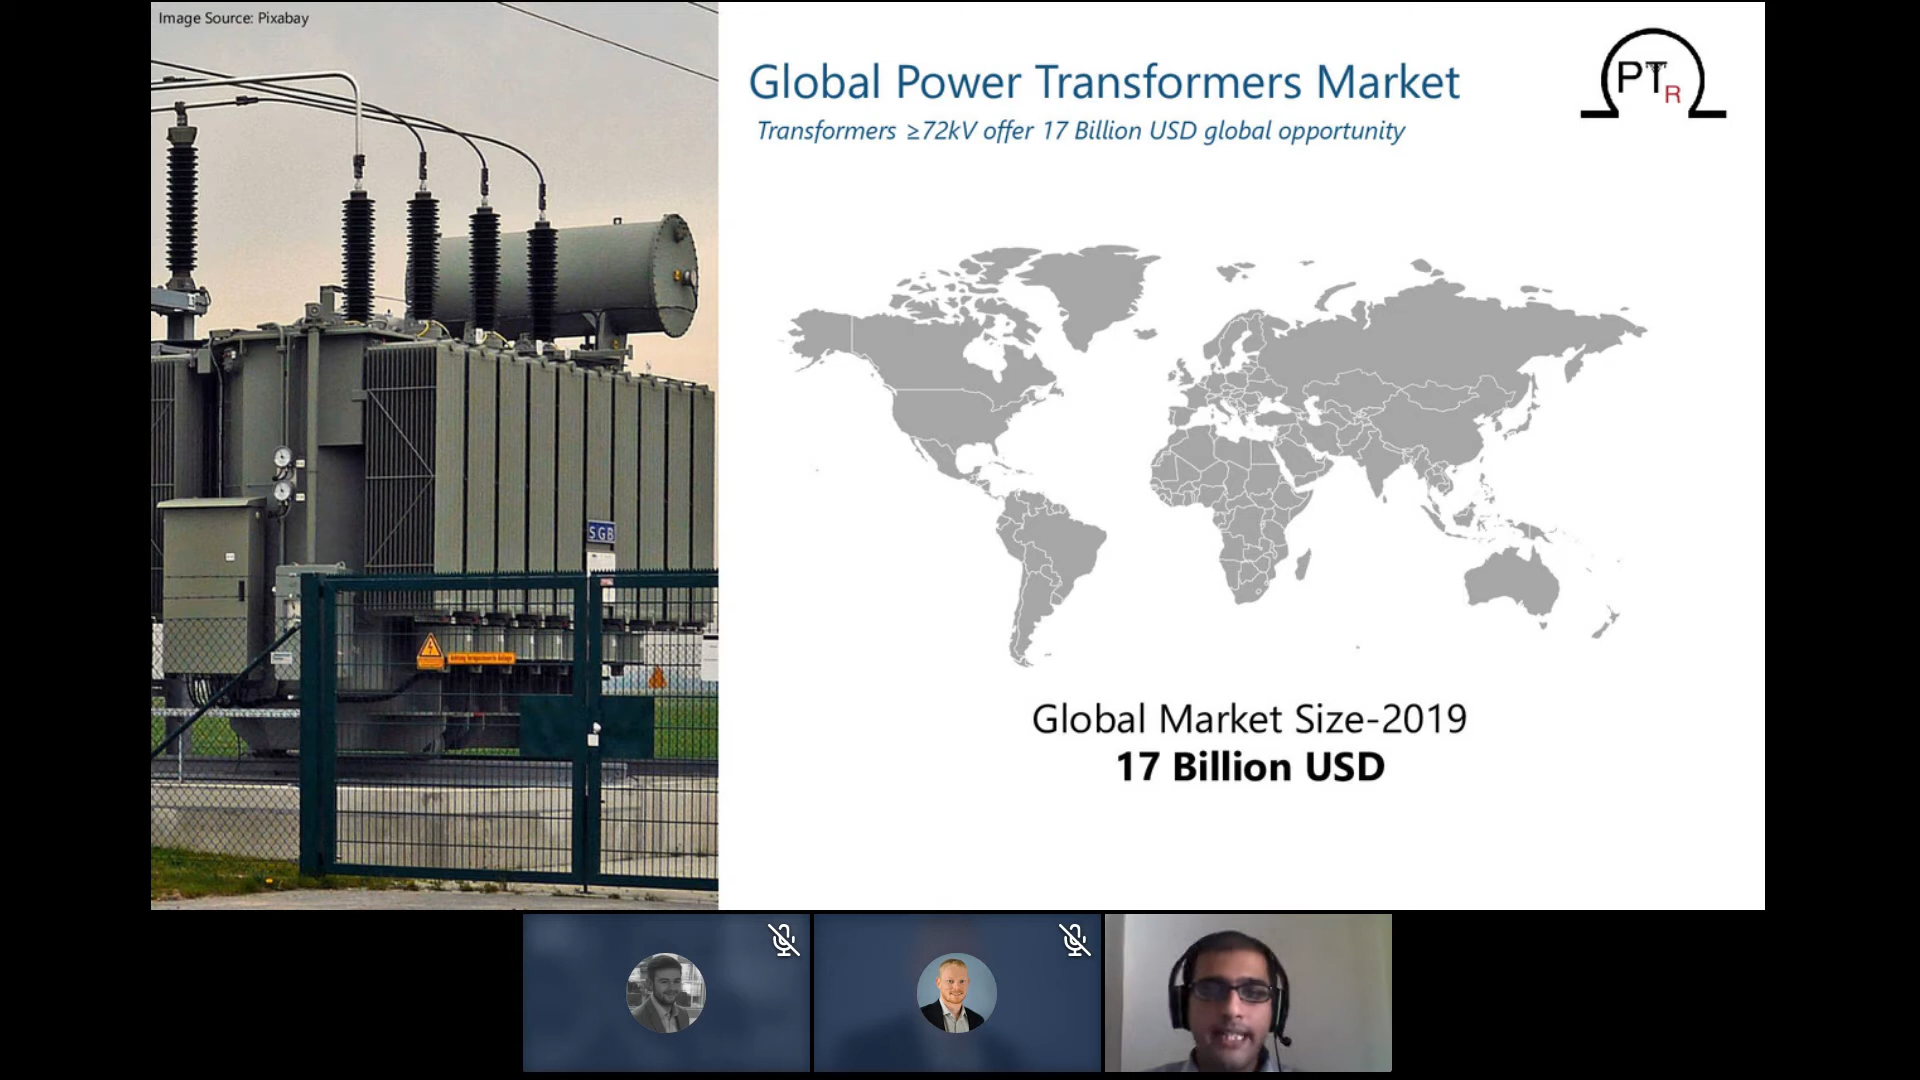 Image Source: Pixabay
Global Power Transformers Market
Transformers ≥72kV offer 17 Billion USD global opportunity
PTR
SGB
Global Market Size-2019
17 Billion USD